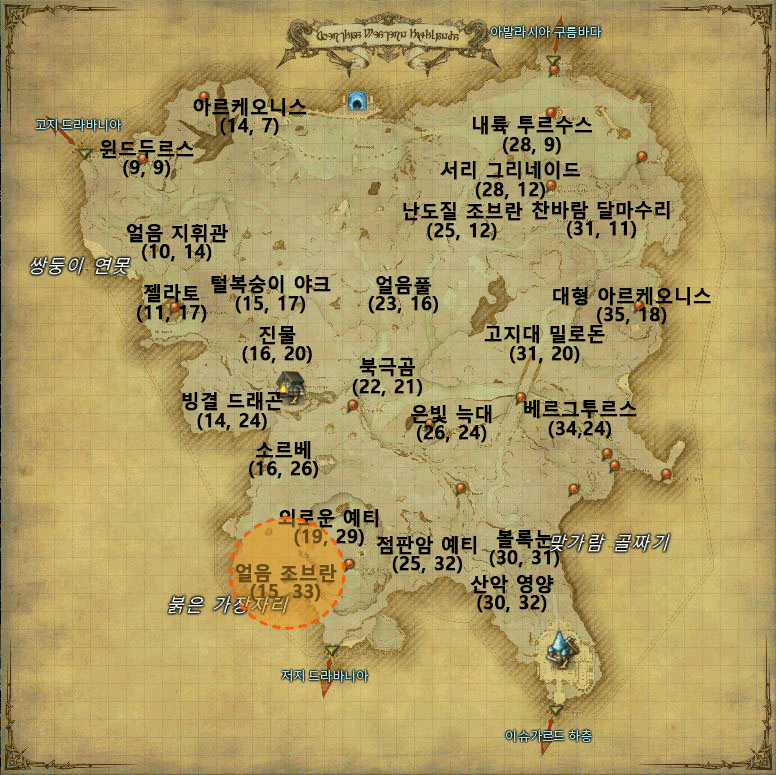 아발라시아 구름바다
고지 드라바니아
아르케오니스
(14, 7)
내륙 투르수스
(28, 9)
윈드두르스
(9, 9)
서리 그리네이드
(28, 12)
난도질 조브란
(25, 12)
찬바람 달마수리
(31, 11)
얼음 지휘관
(10, 14)
쌍둥이 연못
젤라토
(11, 17)
털복숭이 야크
(15, 17)
얼음풀
(23, 16)
대형 아르케오니스
(35, 18)
진물
(16, 20)
고지대 밀로돈
(31, 20)
북극곰
(22, 21)
빙결 드래곤
(14, 24)
은빛 늑대
(26, 24)
베르그투르스
(34,24)
소르베
(16, 26)
외로운 예티
(19, 29)
점판암 예티
(25, 32)
볼록눈
(30, 31)
맞가람 골짜기
얼음 조브란
(15, 33)
산악 영양
(30, 32)
붉은 가장자리
저지 드라바니아
이슈가르드 하층